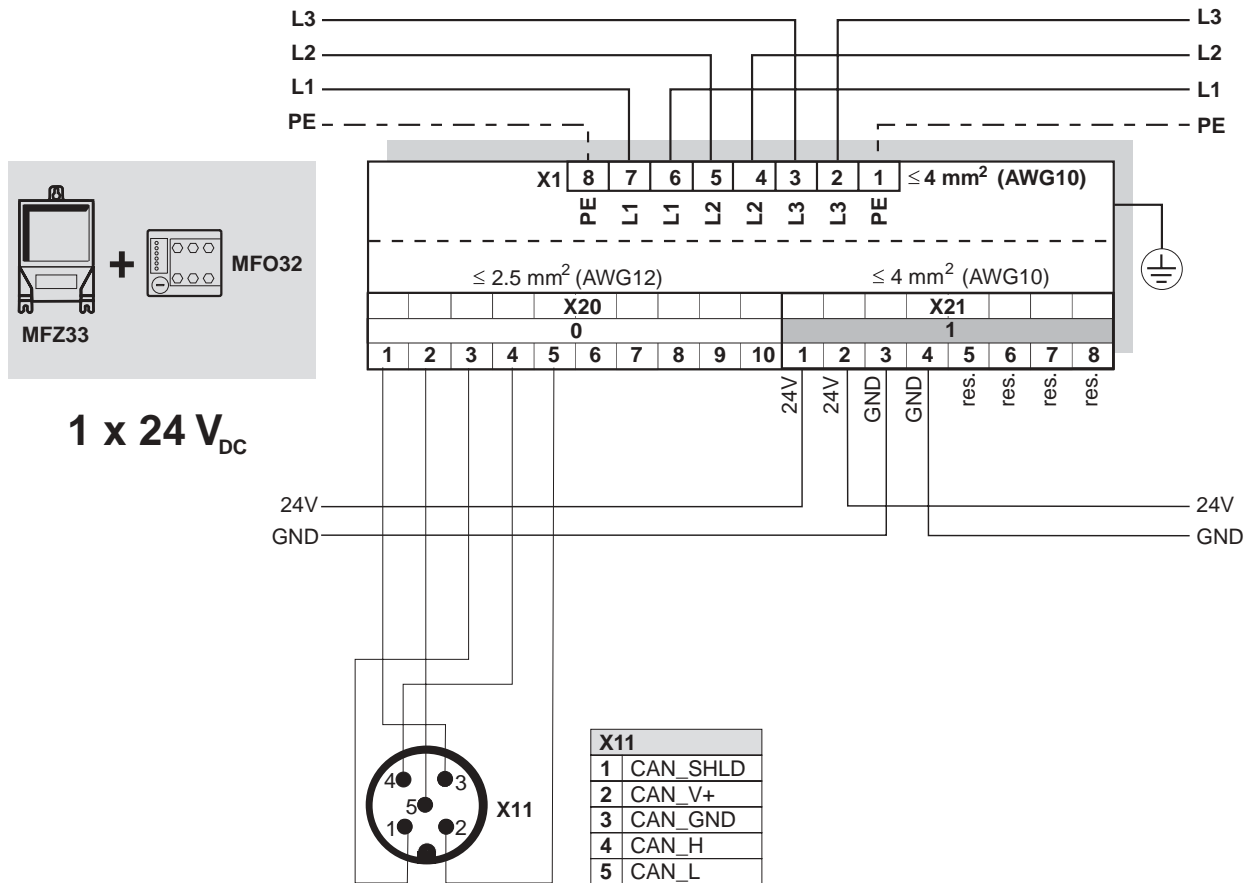 L3 L3
L2 L2
L1 L1
PE PE
X1 8 7 6 5 4 3 2 1 ≤ 4 mm² (AWG10)
PE L1 L1 L2 L2 L3 L3 PE
MFO32
MFZ33
≤ 2.5 mm² (AWG12) ≤ 4 mm² (AWG10)
X20 X21
0 1
1 2 3 4 5 6 7 8 9 10 1 2 3 4 5 6 7 8
24V 24V GND GND res. res. res. res.
1 x 24 VDC
24V 24V
GND GND
X11
4 3
5
1 2
X11
1 CAN_SHLD
2 CAN_V+
3 CAN_GND
4 CAN_H
5 CAN_L